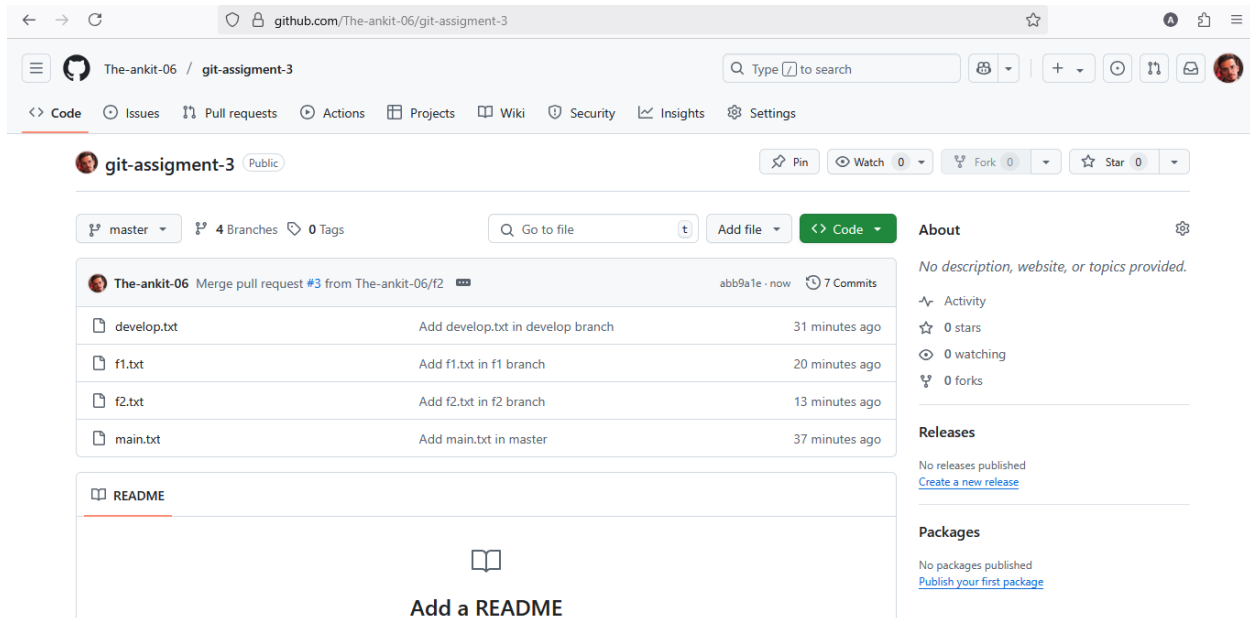 github.com/The-ankit-06/git-assigment-3
A
The-ankit-06 / git-assigment-3
Type / to search
Code Issues Pull requests Actions Projects Wiki Security Insights Settings
git-assigment-3 Public
Pin Watch 0 Fork 0 Star 0
master 4 Branches 0 Tags Go to file t Add file Code
About
No description, website, or topics provided.
The-ankit-06 Merge pull request #3 from The-ankit-06/f2 abb9a1e · now 7 Commits
develop.txt Add develop.txt in develop branch 31 minutes ago
f1.txt Add f1.txt in f1 branch 20 minutes ago
f2.txt Add f2.txt in f2 branch 13 minutes ago
main.txt Add main.txt in master 37 minutes ago
README
Add a README
Activity
0 stars
0 watching
0 forks
Releases
No releases published
Create a new release
Packages
No packages published
Publish your first package